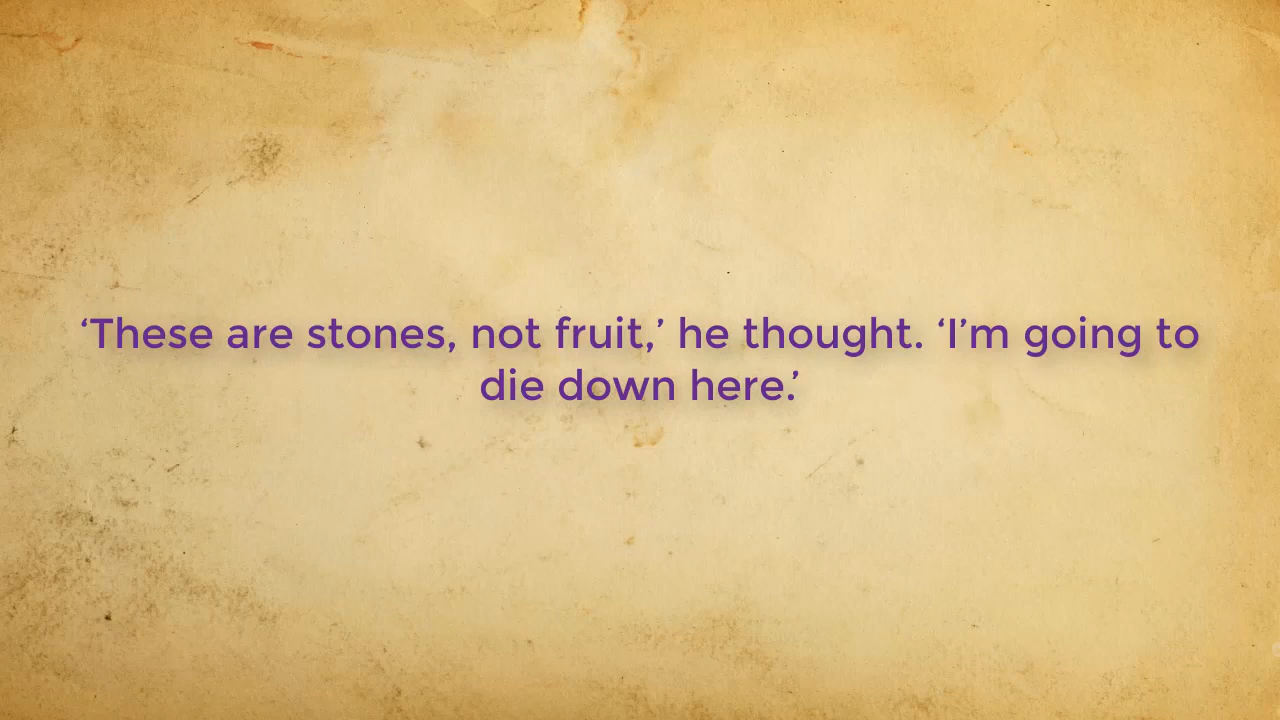 ‘These are stones, not fruit,’ he thought. ‘I’m going to
die down here.’